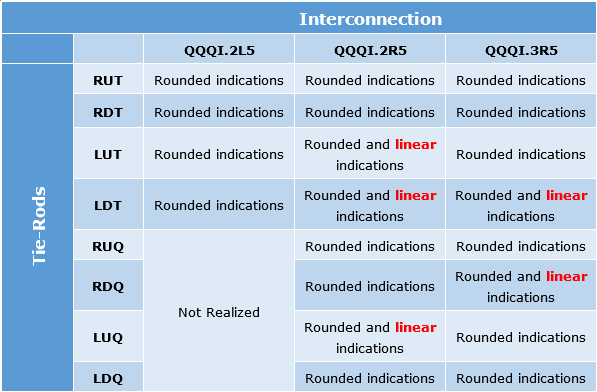 Interconnection
QQQI.2L5 QQQI.2R5 QQQI.3R5
Tie-Rods
RUT Rounded indications Rounded indications Rounded indications
RDT Rounded indications Rounded indications Rounded indications
LUT Rounded indications Rounded and linear indications Rounded indications
LDT Rounded indications Rounded and linear indications Rounded and linear indications
RUQ Not Realized Rounded indications Rounded indications
RDQ Rounded indications Rounded and linear indications
LUQ Rounded and linear indications Rounded indications
LDQ Rounded indications Rounded indications